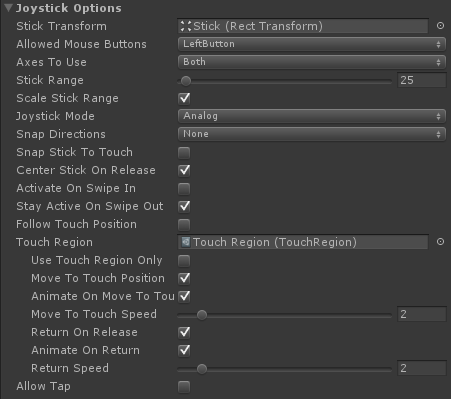 Joystick Options
Stick Transform Stick (Rect Transform)
Allowed Mouse Buttons LeftButton
Axes To Use Both
Stick Range 25
Scale Stick Range
Joystick Mode Analog
Snap Directions None
Snap Stick To Touch
Center Stick On Release
Activate On Swipe In
Stay Active On Swipe Out
Follow Touch Position
Touch Region Touch Region (TouchRegion)
Use Touch Region Only
Move To Touch Position
Animate On Move To Tou
Move To Touch Speed 2
Return On Release
Animate On Return
Return Speed 2
Allow Tap